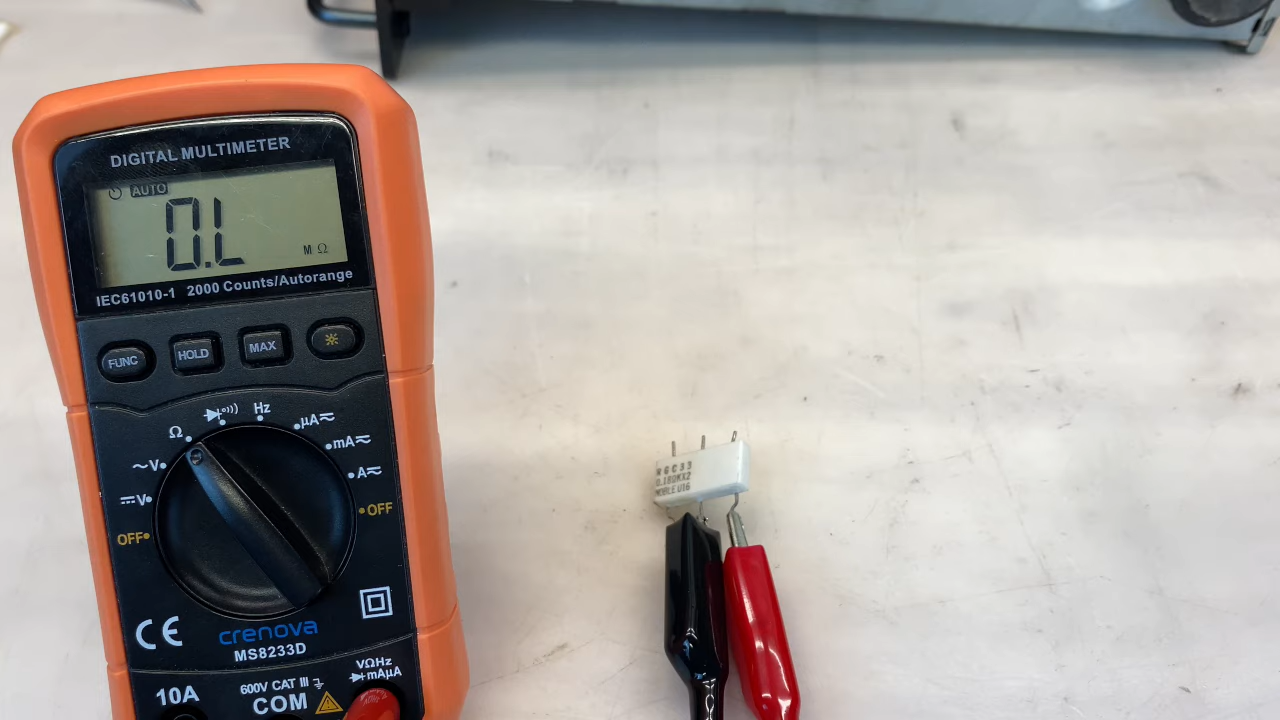 DIGITAL MULTIMETER
AUTO
0.L
MΩ
IEC61010-1 2000 Counts/Autorange
FUNC
HOLD
MAX
Hz
Ω
µA
mA
~V
A
V
OFF
OFF
CE
crenova
MS8233D
VΩHz
mAµA
10A
600V CAT III
COM